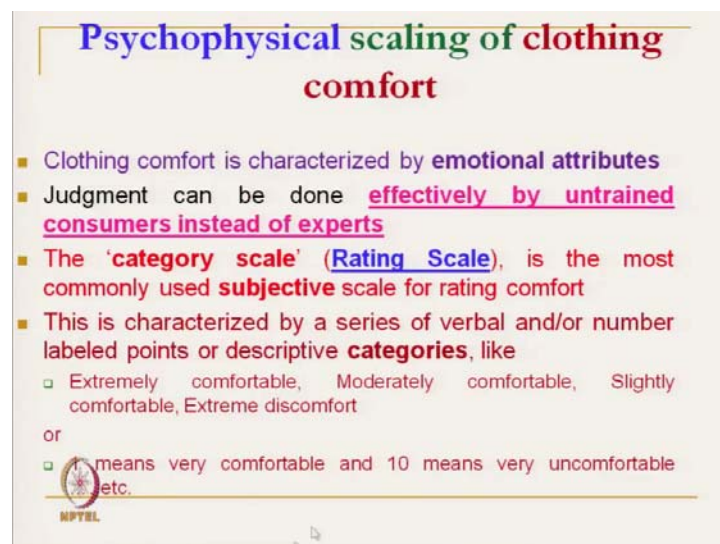 Psychophysical scaling of clothing
comfort
Clothing comfort is characterized by emotional attributes
Judgment can be done effectively by untrained
consumers instead of experts
The ‘category scale’ (Rating Scale), is the most
commonly used subjective scale for rating comfort
This is characterized by a series of verbal and/or number
labeled points or descriptive categories, like
Extremely comfortable, Moderately comfortable, Slightly
comfortable, Extreme discomfort
or
means very comfortable and 10 means very uncomfortable
etc.
NPTEL